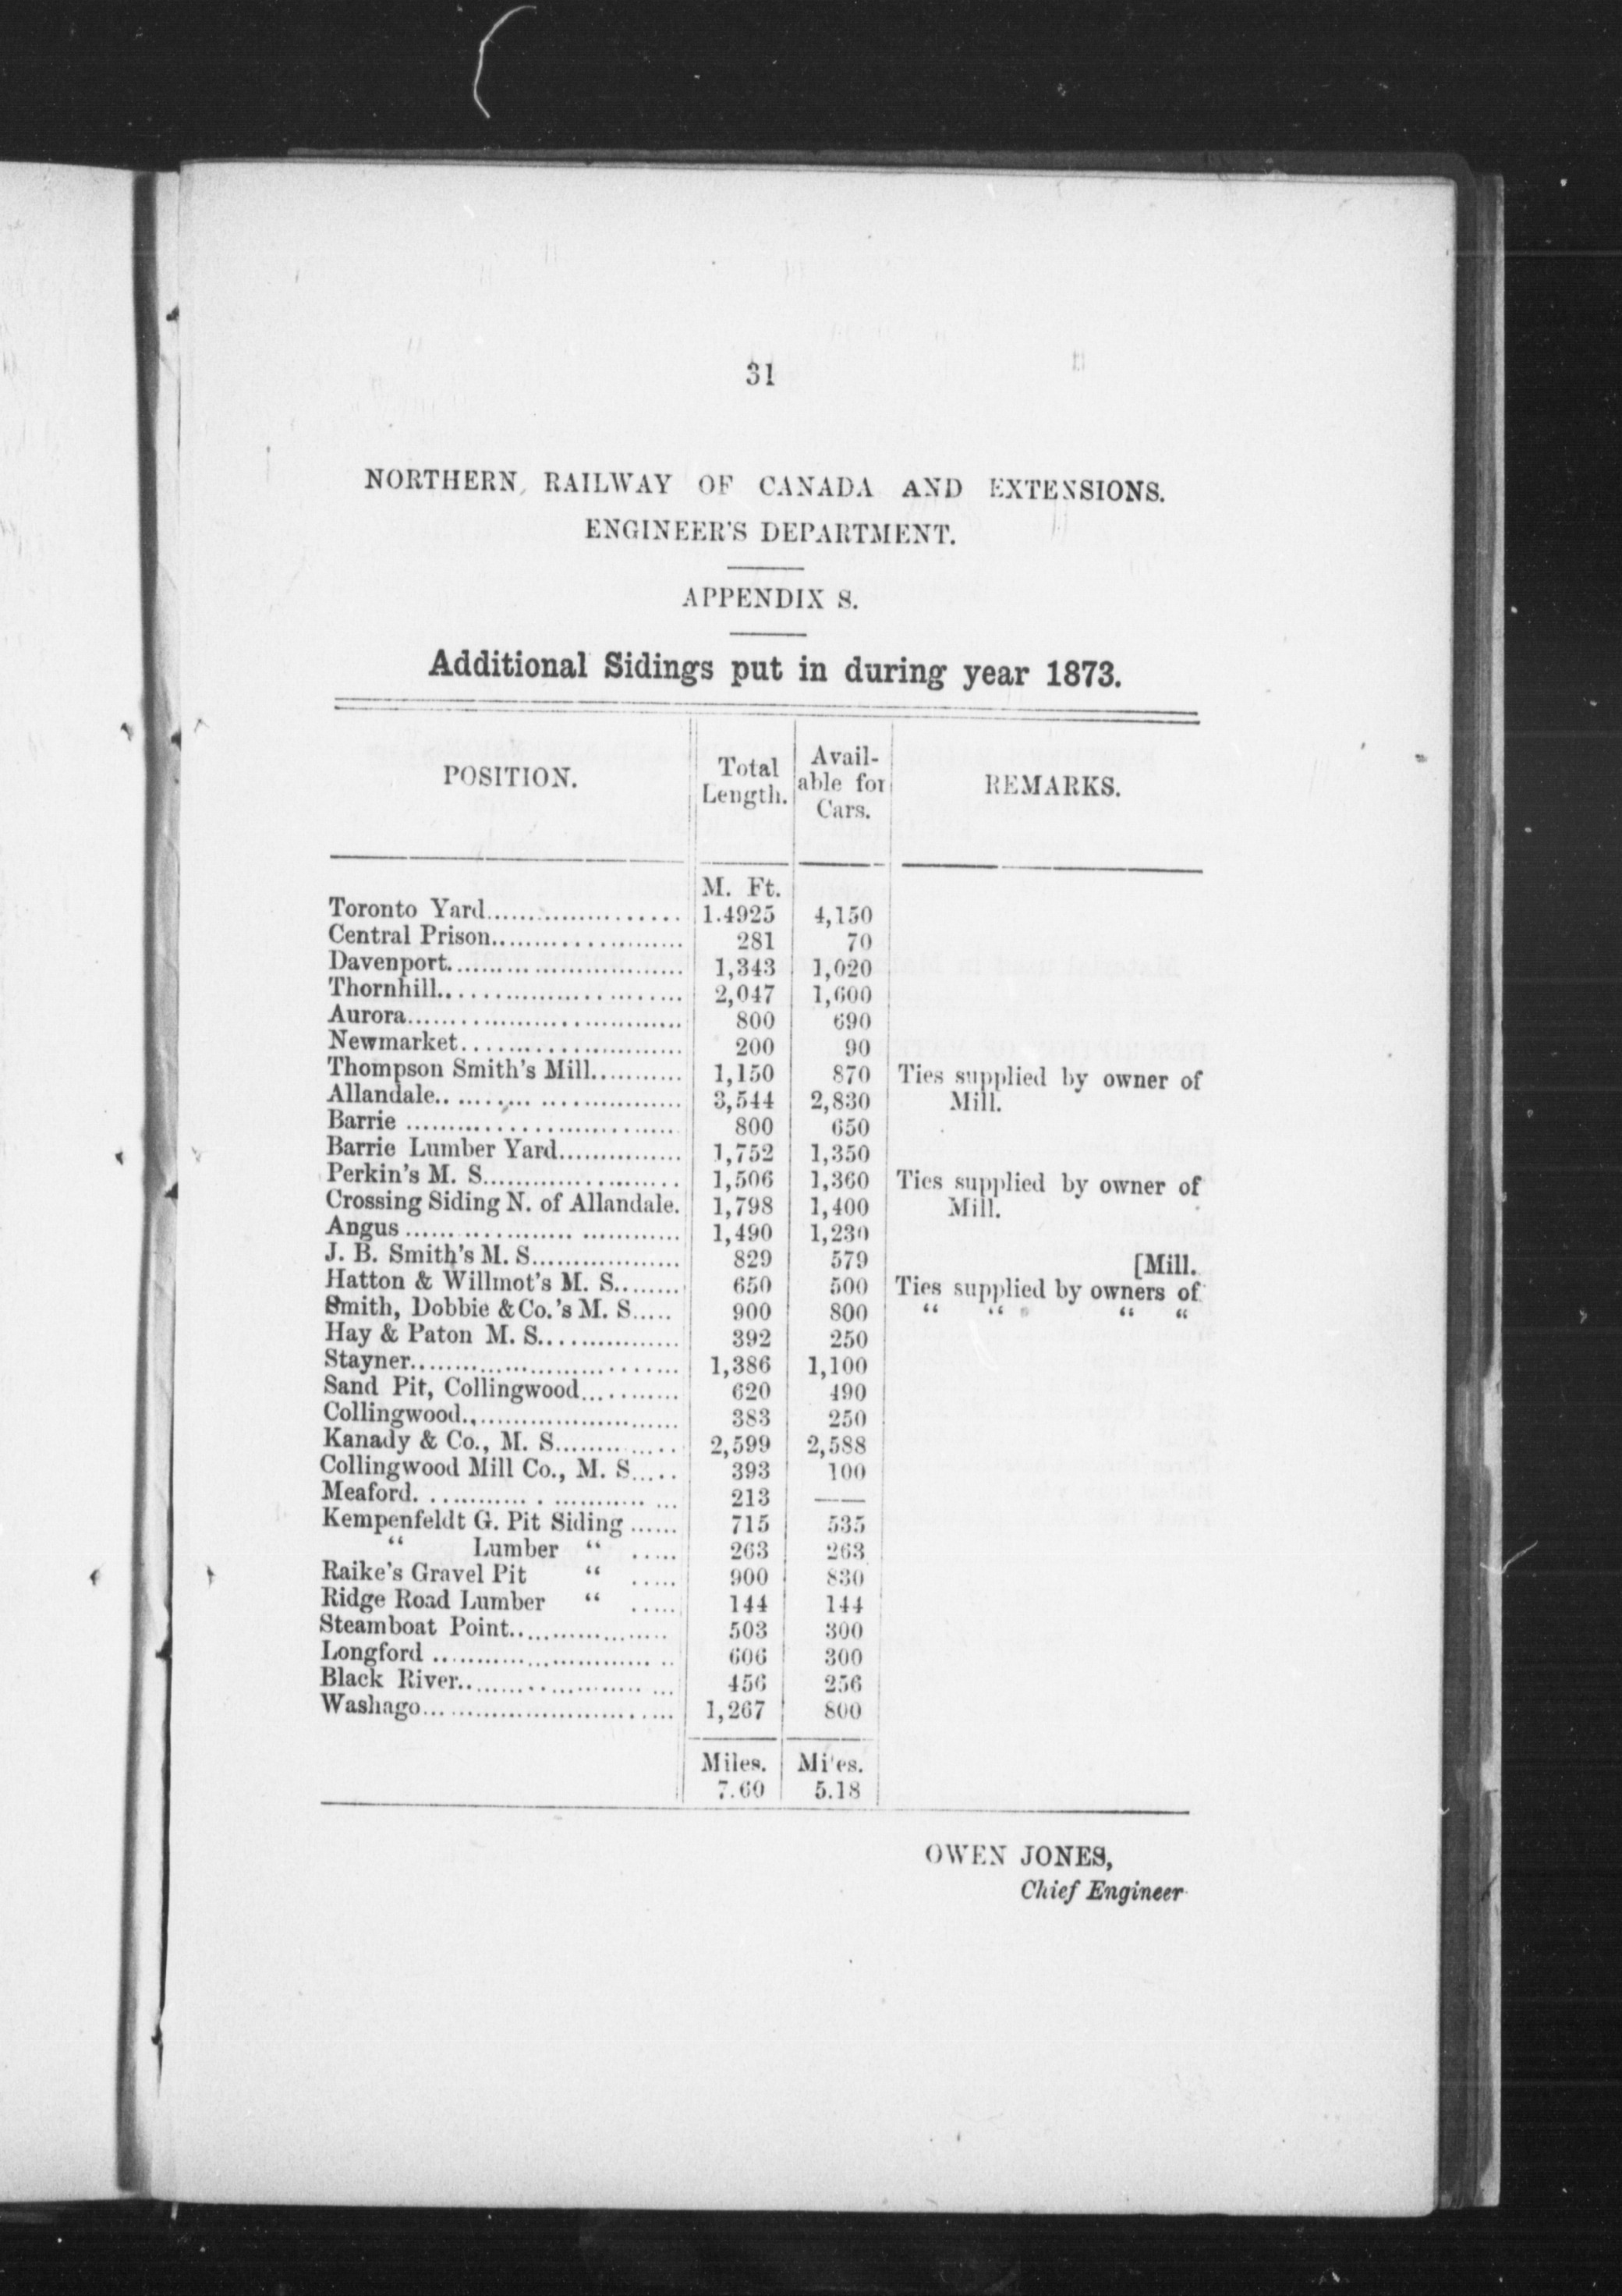 31
NORTHERN RAILWAY OF CANADA AND EXTENSIONS.
ENGINEER'S DEPARTMENT.
APPENDIX S.
Additional Sidings put in during year 1873.
POSITION. Total Length. Avail-able for Cars. REMARKS.
M. Ft.
Toronto Yard 1.4925 4,150
Central Prison 281 70
Davenport 1,343 1,020
Thornhill 2,047 1,600
Aurora 800 690
Newmarket 200 90
Thompson Smith's Mill 1,150 870 Ties supplied by owner of
Allandale 3,544 2,830 Mill.
Barrie 800 650
Barrie Lumber Yard 1,752 1,350
Perkin's M. S. 1,506 1,360 Ties supplied by owner of
Crossing Siding N. of Allandale. 1,798 1,400 Mill.
Angus 1,490 1,230
J. B. Smith's M. S. 829 579 [Mill.
Hatton & Willmot's M. S. 650 500 Ties supplied by owners of
Smith, Dobbie & Co.'s M. S. 900 800 “ “ “ “
Hay & Paton M. S. 392 250
Stayner 1,386 1,100
Sand Pit, Collingwood 620 490
Collingwood 383 250
Kanady & Co., M. S. 2,599 2,588
Collingwood Mill Co., M. S. 393 100
Meaford 213 ——
Kempenfeldt G. Pit Siding 715 535
“ Lumber “ 263 263
Raike's Gravel Pit “ 900 830
Ridge Road Lumber “ 144 144
Steamboat Point 503 300
Longford 606 300
Black River 456 256
Washago 1,267 800
Miles. Miles.
7.60 5.18
OWEN JONES,
Chief Engineer